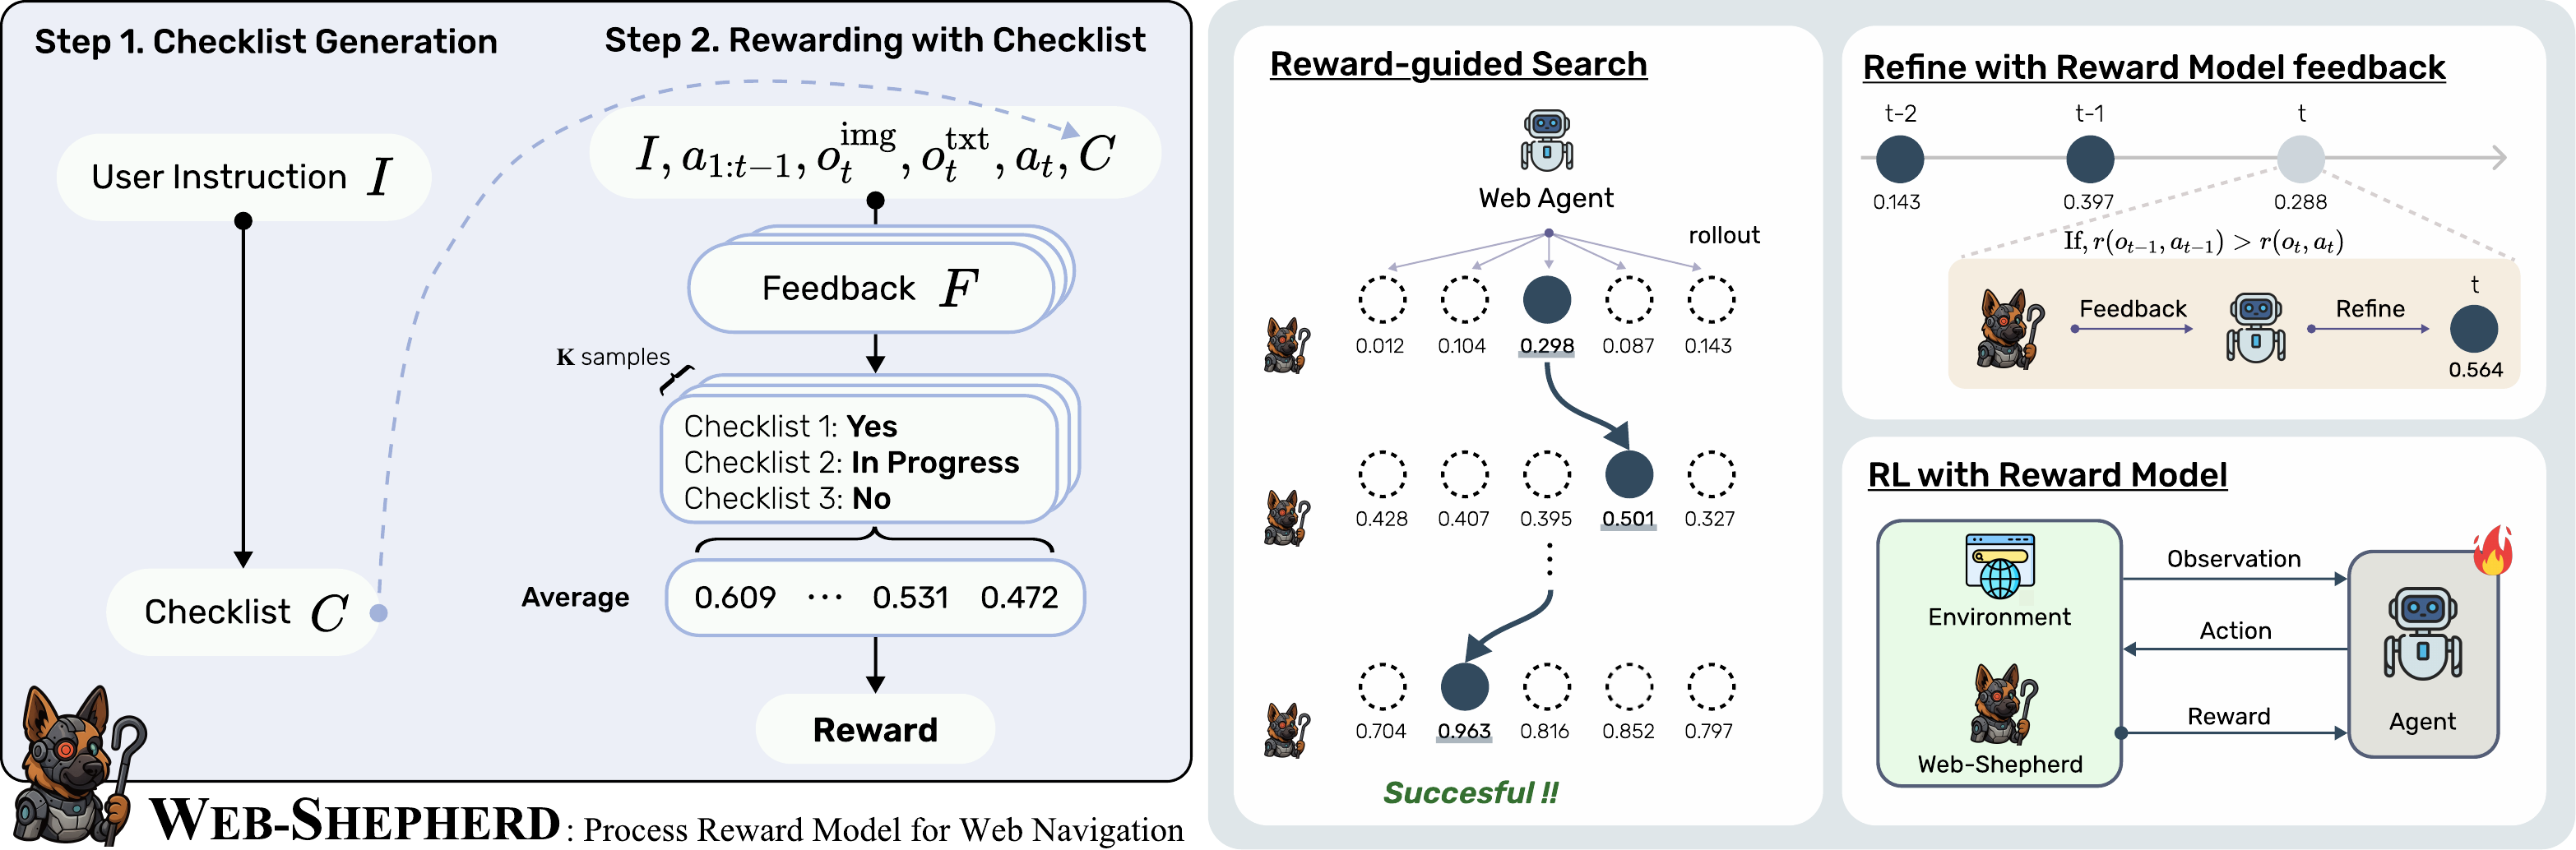 Step 1. Checklist Generation
User Instruction I
Checklist C
Step 2. Rewarding with Checklist
I, a_{1:t−1}, o_t^{img}, o_t^{txt}, a_t, C
Feedback F
K samples
Checklist 1: Yes
Checklist 2: In Progress
Checklist 3: No
Average 0.609 ⋯ 0.531 0.472
Reward
WEB-SHEPHERD : Process Reward Model for Web Navigation
Reward-guided Search
Web Agent
rollout
0.012 0.104 0.298 0.087 0.143
0.428 0.407 0.395 0.501 0.327
0.704 0.963 0.816 0.852 0.797
Succesful !!
Refine with Reward Model feedback
t-2 t-1 t
0.143 0.397 0.288
If, r(o_{t−1}, a_{t−1}) > r(o_t, a_t)
Feedback Refine t
0.564
RL with Reward Model
Environment
Web-Shepherd
Observation
Action
Reward
Agent